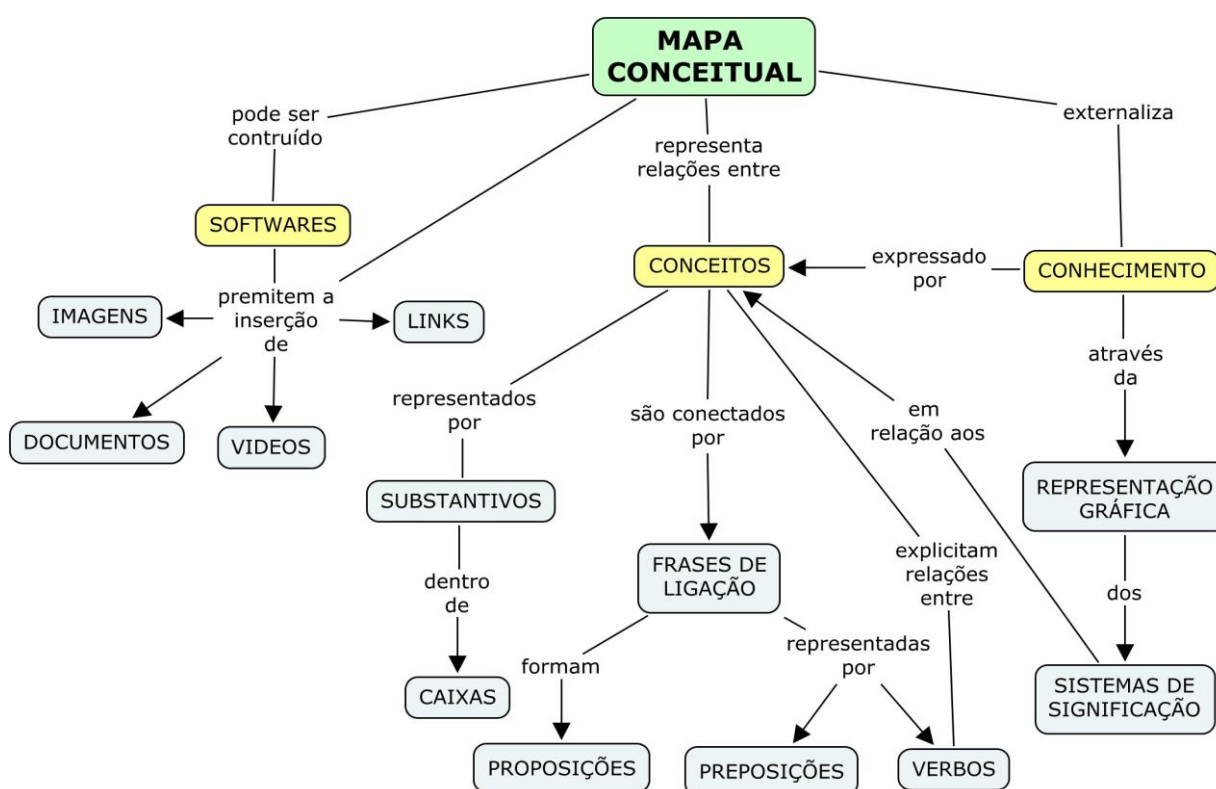 MAPA
CONCEITUAL
pode ser
contruído
representa
relações entre
externaliza
SOFTWARES
CONCEITOS
expressado
por
CONHECIMENTO
IMAGENS
premitem a
inserção
de
LINKS
através
da
representados
por
são conectados
por
em
relação aos
DOCUMENTOS
VIDEOS
SUBSTANTIVOS
REPRESENTAÇÃO
GRÁFICA
FRASES DE
LIGAÇÃO
explicitam
relações
entre
dentro
de
dos
formam
representadas
por
CAIXAS
SISTEMAS DE
SIGNIFICAÇÃO
PROPOSIÇÕES
PREPOSIÇÕES
VERBOS